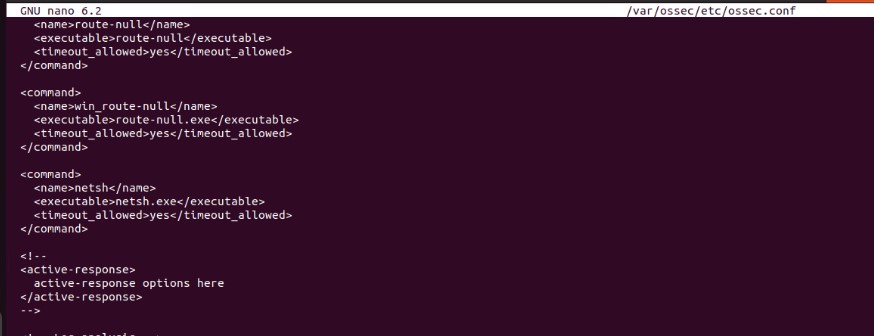 GNU nano 6.2 /var/ossec/etc/ossec.conf
<name>route-null</name>
<executable>route-null</executable>
<timeout_allowed>yes</timeout_allowed>
</command>
<command>
<name>win_route-null</name>
<executable>route-null.exe</executable>
<timeout_allowed>yes</timeout_allowed>
</command>
<command>
<name>netsh</name>
<executable>netsh.exe</executable>
<timeout_allowed>yes</timeout_allowed>
</command>
<!--
<active-response>
active-response options here
</active-response>
-->